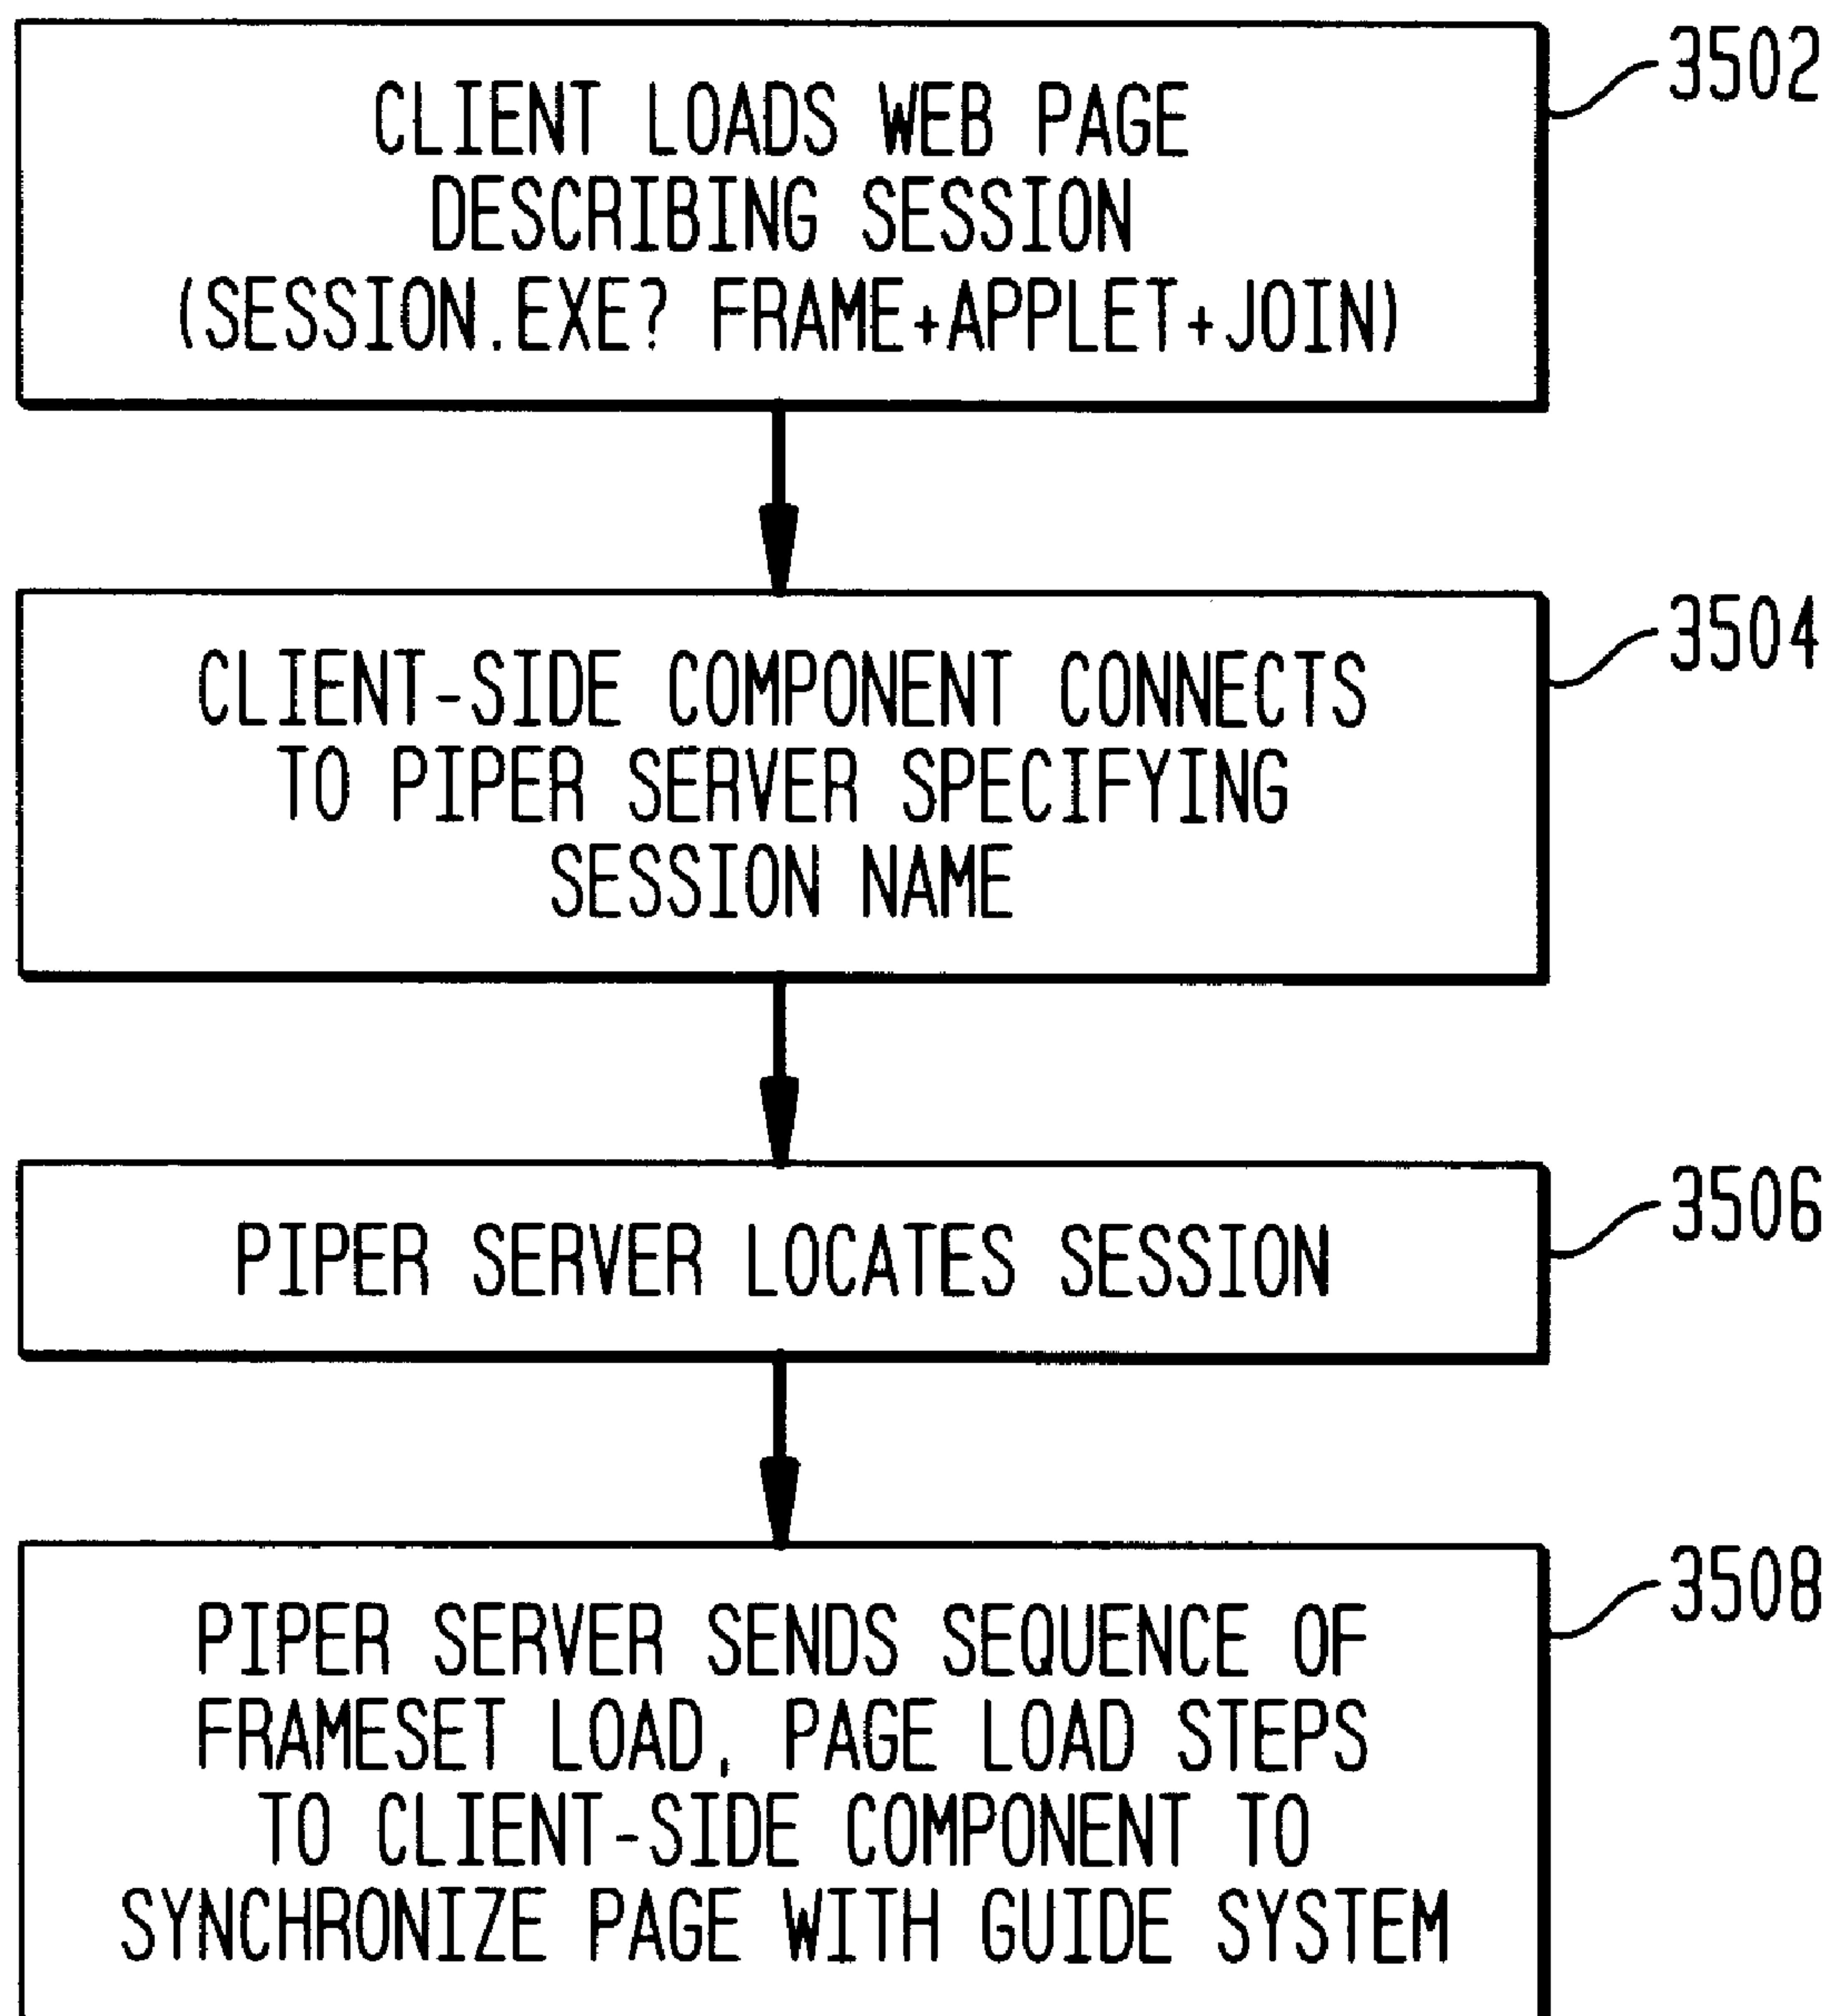 CLIENT LOADS WEB PAGE
DESCRIBING SESSION
(SESSION.EXE? FRAME+APPLET+JOIN)
3502
CLIENT-SIDE COMPONENT CONNECTS
TO PIPER SERVER SPECIFYING
SESSION NAME
3504
PIPER SERVER LOCATES SESSION
3506
PIPER SERVER SENDS SEQUENCE OF
FRAMESET LOAD, PAGE LOAD STEPS
TO CLIENT-SIDE COMPONENT TO
SYNCHRONIZE PAGE WITH GUIDE SYSTEM
3508